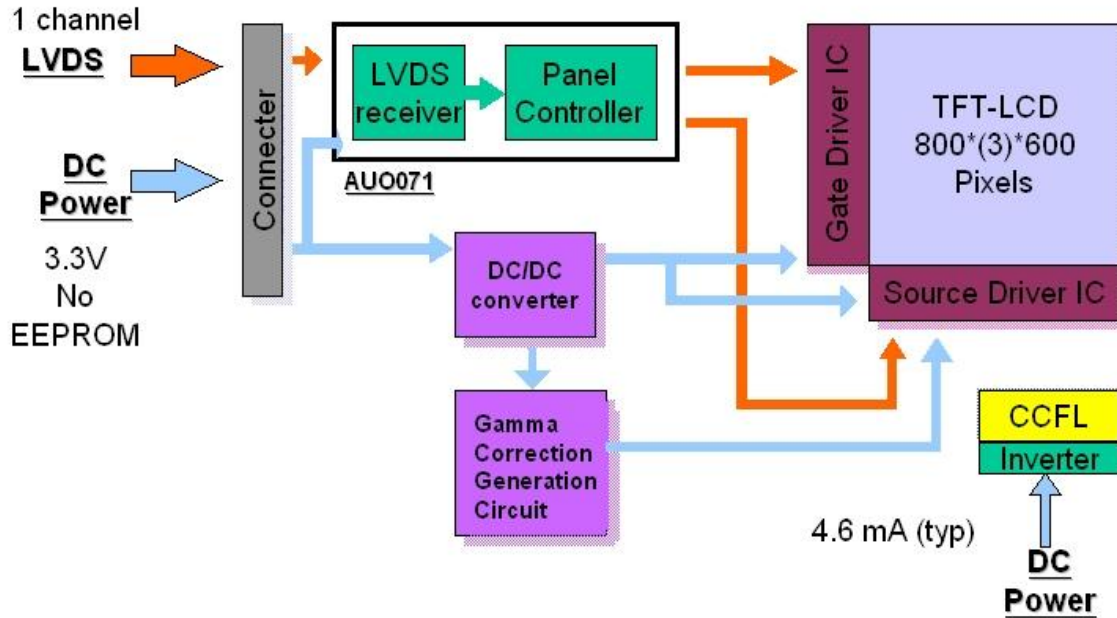 1 channel
LVDS
DC
Power
3.3V
No
EEPROM
Connecter
LVDS
receiver
Panel
Controller
AUO071
DC/DC
converter
Gamma
Correction
Generation
Circuit
Gate Driver IC
TFT-LCD
800*(3)*600
Pixels
Source Driver IC
CCFL
Inverter
4.6 mA (typ)
DC
Power